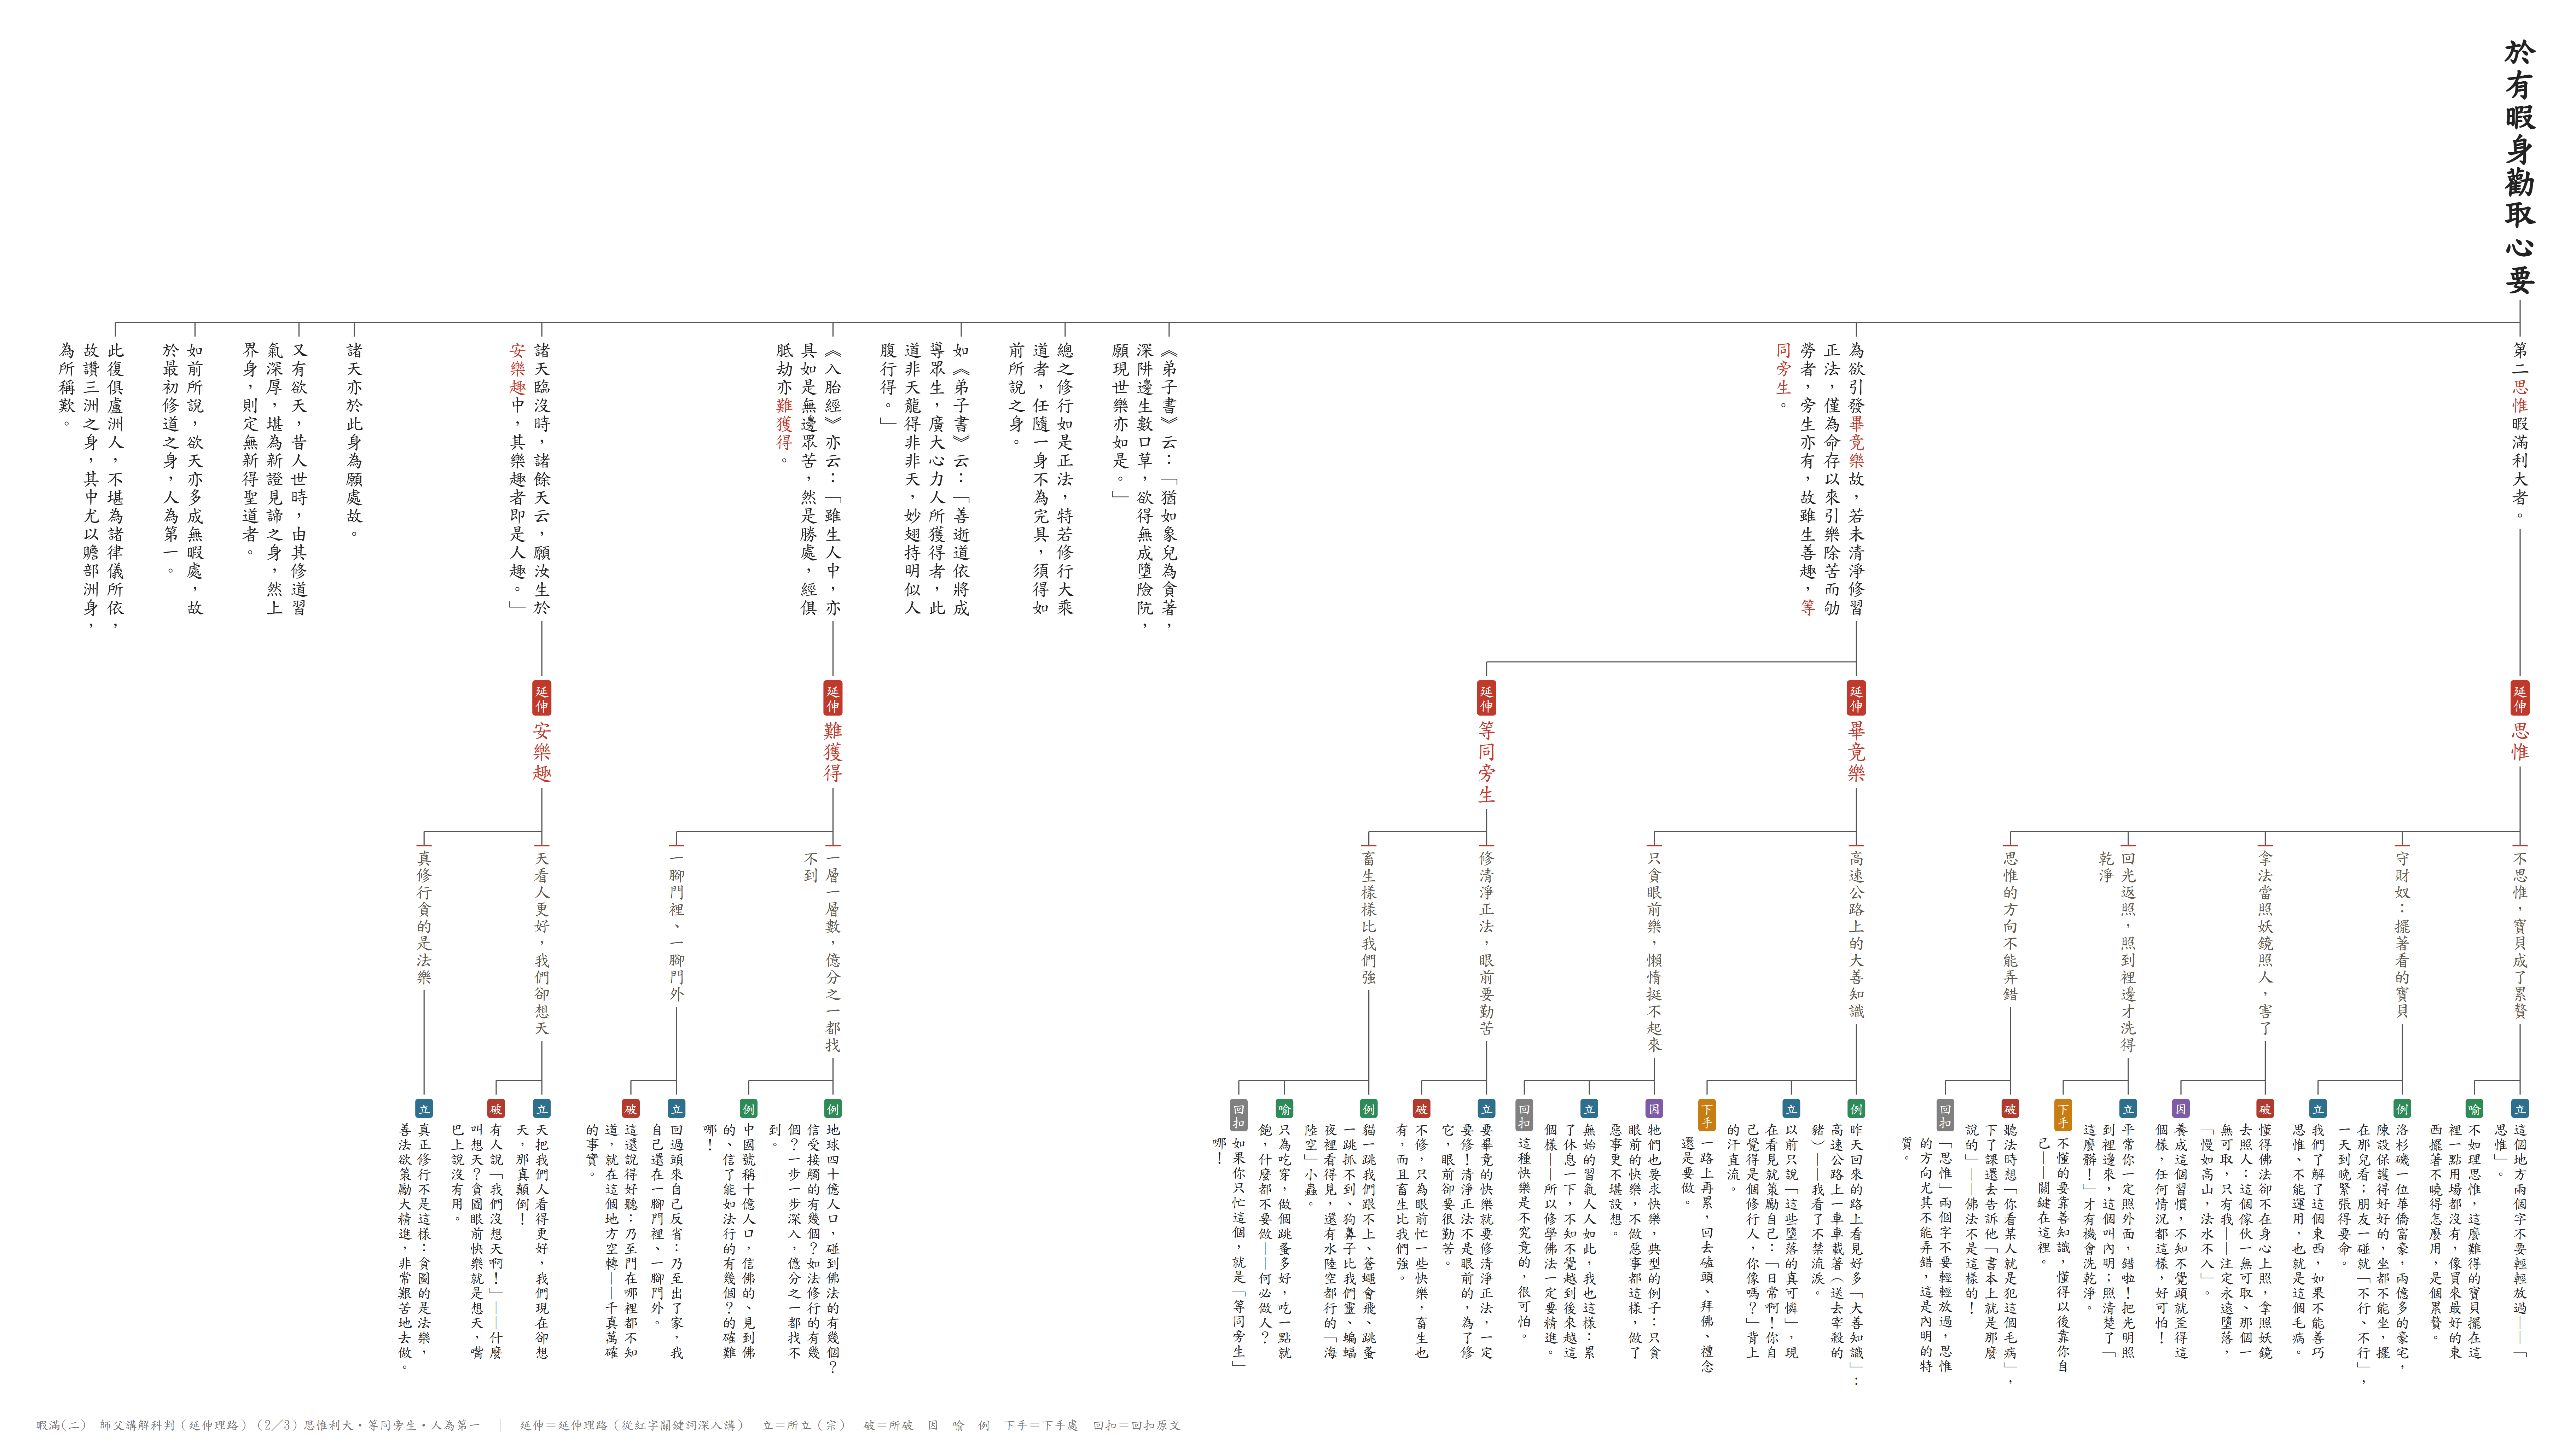 於有暇身勸取心要
第二思惟暇滿利大者。
為欲引發畢竟樂故，若未清淨修習
正法，僅為命存以來引樂除苦而劬
勞者，旁生亦有，故雖生善趣，等
同旁生。
《弟子書》云：「猶如象兒為貪著，
深阱邊生數口草，欲得無成墮險阬，
願現世樂亦如是。」
總之修行如是正法，特若修行大乘
道者，任隨一身不為完具，須得如
前所說之身。
如《弟子書》云：「善逝道依將成
導眾生，廣大心力人所獲得者，此
道非天龍得非非天，妙翅持明似人
腹行得。」
《入胎經》亦云：「雖生人中，亦
具如是無邊眾苦，然是勝處，經俱
胝劫亦難獲得。
諸天臨沒時，諸餘天云，願汝生於
安樂趣中，其樂趣者即是人趣。」
諸天亦於此身為願處故。
又有欲天，昔人世時，由其修道習
氣深厚，堪為新證見諦之身，然上
界身，則定無新得聖道者。
如前所說，欲天亦多成無暇處，故
於最初修道之身，人為第一。
此復俱盧洲人，不堪為諸律儀所依，
故讚三洲之身，其中尤以贍部洲身，
為所稱歎。
延伸 思惟
延伸 畢竟樂
延伸 等同旁生
延伸 難獲得
延伸 安樂趣
不思惟，寶貝成了累贅
守財奴：擺著看的寶貝
拿法當照妖鏡照人，害了
回光返照，照到裡邊才洗得
乾淨
思惟的方向不能弄錯
高速公路上的大善知識
只貪眼前樂，懶惰挺不起來
修清淨正法，眼前要勤苦
畜生樣樣比我們強
一層一層數，億分之一都找
不到
一腳門裡、一腳門外
天看人更好，我們卻想天
真修行貪的是法樂
立 這個地方兩個字不要輕輕放過——「
思惟」。
喻 不如理思惟，這麼難得的寶貝擺在這
裡一點用場都沒有，像買來最好的東
西擺著不曉得怎麼用，是個累贅。
例 洛杉磯一位華僑富豪，兩億多的豪宅，
陳設保護得好好的，坐都不能坐，擺
在那兒看；朋友一碰就「不行、不行」，
一天到晚緊張得要命。
立 我們了解了這個東西，如果不能善巧
思惟、不能運用，也就是這個毛病。
破 懂得佛法卻不在身心上照，拿照妖鏡
去照人：這個傢伙一無可取、那個一
無可取，只有我——注定永遠墮落，
「慢如高山，法水不入」。
因 養成這個習慣，不知不覺頭就歪得這
個樣，任何情況都這樣，好可怕！
立 平常你一定照外面，錯啦！把光明照
到裡邊來，這個叫內明；照清楚了「
這麼髒！」才有機會洗乾淨。
下手 不懂的要靠善知識，懂得以後靠你自
己——關鍵在這裡。
破 聽法時想「你看某人就是犯這個毛病」，
下了課還去告訴他「書本上就是那麼
說的」——佛法不是這樣的！
回扣 「思惟」兩個字不要輕輕放過，思惟
的方向尤其不能弄錯，這是內明的特
質。
例 昨天回來的路上看見好多「大善知識」：
高速公路上一車車載著（送去宰殺的
豬）——我看了不禁流淚。
立 以前只說「這些墮落的真可憐」，現
在看見就策勵自己：「日常啊！你自
己覺得是個修行人，你像嗎？」背上
的汗直流。
下手 一路上再累，回去磕頭、拜佛、禮念
還是要做。
因 牠們也要求快樂，典型的例子：只貪
眼前的快樂，不做惡事都這樣，做了
惡事更不堪設想。
立 無始的習氣人人如此，我也這樣：累
了休息一下，不知不覺越到後來越這
個樣——所以修學佛法一定要精進。
回扣 這種快樂是不究竟的，很可怕。
立 要畢竟的快樂就要修清淨正法，一定
要修！清淨正法不是眼前的，為了修
它，眼前卻要很勤苦。
破 不修，只為眼前忙一些快樂，畜生也
有，而且畜生比我們強。
例 貓一跳我們跟不上、蒼蠅會飛、跳蚤
一跳抓不到、狗鼻子比我們靈、蝙蝠
夜裡看得見，還有水陸空都行的「海
陸空」小蟲。
喻 只為吃穿，做個跳蚤多好，吃一點就
飽，什麼都不要做——何必做人？
回扣 如果你只忙這個，就是「等同旁生」
哪！
例 地球四十億人口，碰到佛法的有幾個？
信受接觸的有幾個？如法修行的有幾
個？一步一步深入，億分之一都找不
到。
例 中國號稱十億人口，信佛的、見到佛
的、信了能如法行的有幾個？的確難
哪！
立 回過頭來自己反省：乃至出了家，我
自己還在一腳門裡、一腳門外。
破 這還說得好聽：乃至門在哪裡都不知
道，就在這個地方空轉——千真萬確
的事實。
立 天把我們人看得更好，我們現在卻想
天，那真顛倒！
破 有人說「我們沒想天啊！」——什麼
叫想天？貪圖眼前快樂就是想天，嘴
巴上說沒有用。
立 真正修行不是這樣：貪圖的是法樂，
善法欲策勵大精進，非常艱苦地去做。
暇滿(二)　師父講解科判（延伸理路）（2／3）思惟利大・等同旁生・人為第一　｜　延伸＝延伸理路（從紅字關鍵詞深入講）　立＝所立（宗）　破＝所破　因　喻　例　下手＝下手處　回扣＝回扣原文